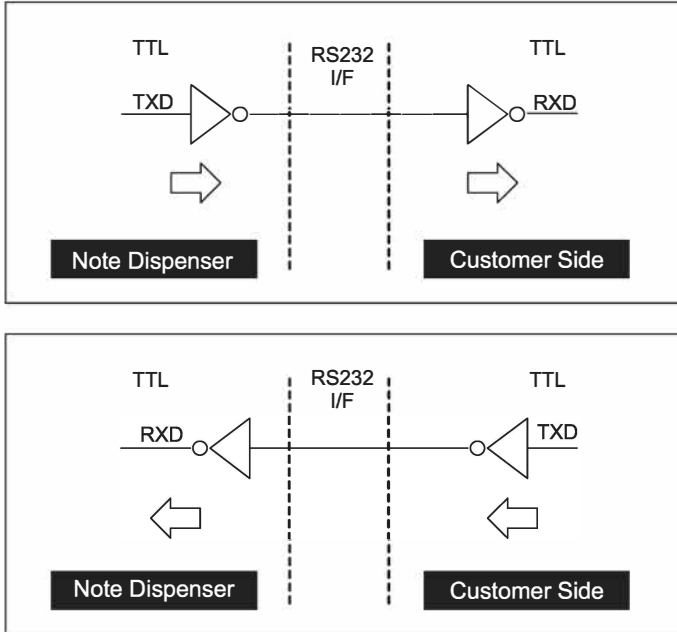 TTL RS232 I/F TTL
TXD RXD
Note Dispenser Customer Side
TTL RS232 I/F TTL
RXD TXD
Note Dispenser Customer Side